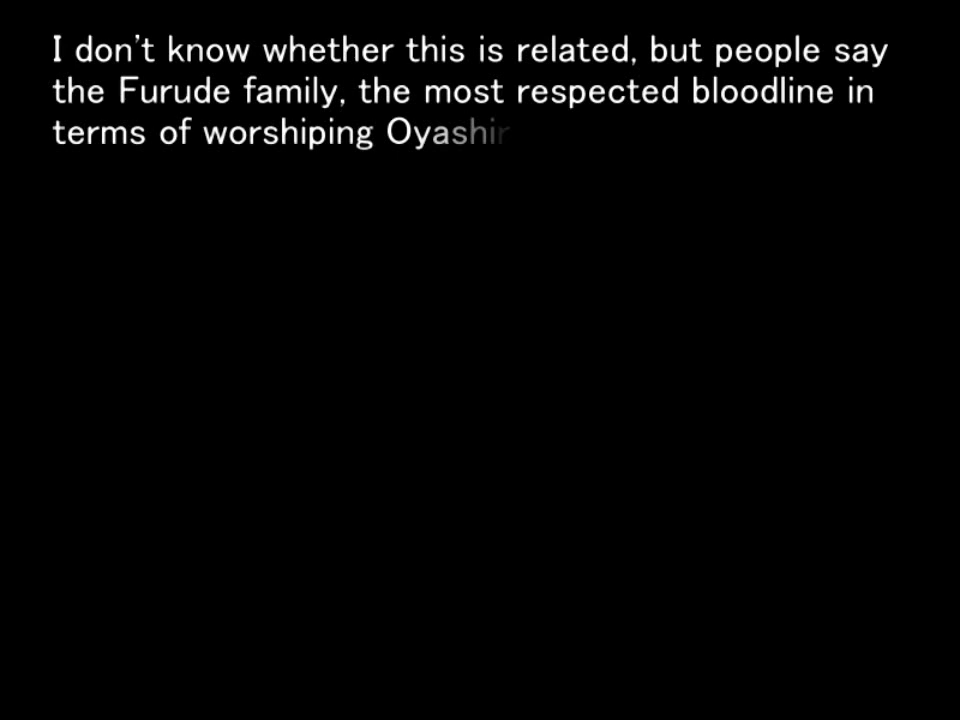 I don't know whether this is related, but people say
the Furude family, the most respected bloodline in
terms of worshiping Oyashir